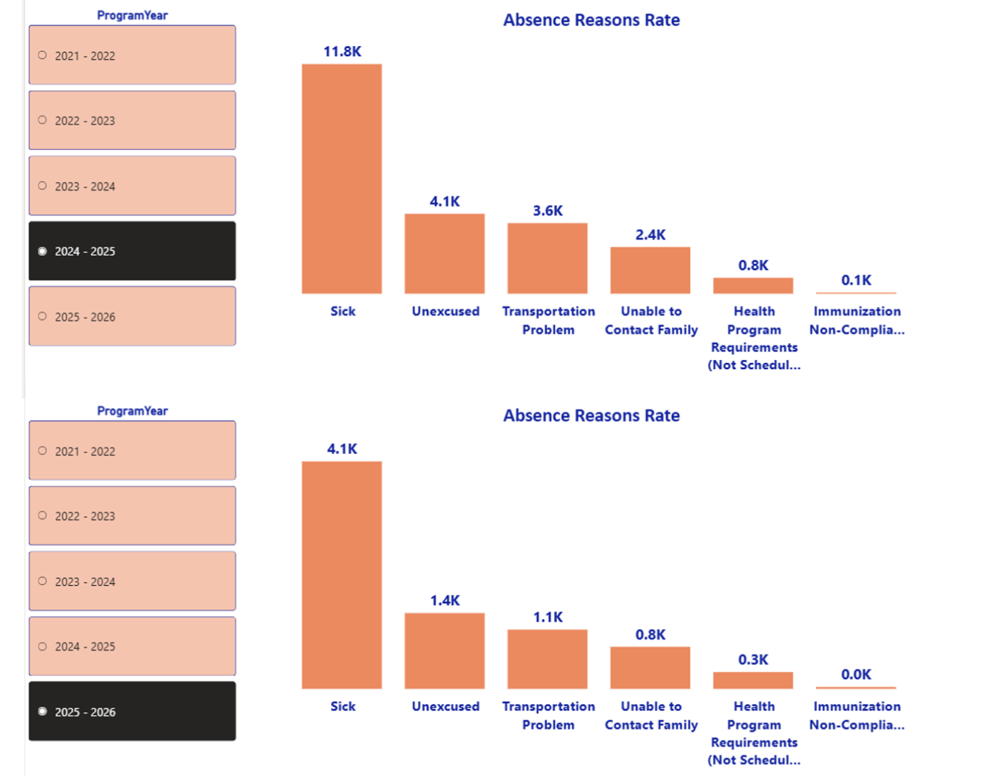 ProgramYear
2021 - 2022
2022 - 2023
2023 - 2024
2024 - 2025
2025 - 2026
Absence Reasons Rate
11.8K
4.1K
3.6K
2.4K
0.8K
0.1K
Sick
Unexcused
Transportation
Problem
Unable to
Contact Family
Health
Program
Requirements
(Not Schedul...
Immunization
Non-Complia...
ProgramYear
2021 - 2022
2022 - 2023
2023 - 2024
2024 - 2025
2025 - 2026
Absence Reasons Rate
4.1K
1.4K
1.1K
0.8K
0.3K
0.0K
Sick
Unexcused
Transportation
Problem
Unable to
Contact Family
Health
Program
Requirements
(Not Schedul...
Immunization
Non-Complia...